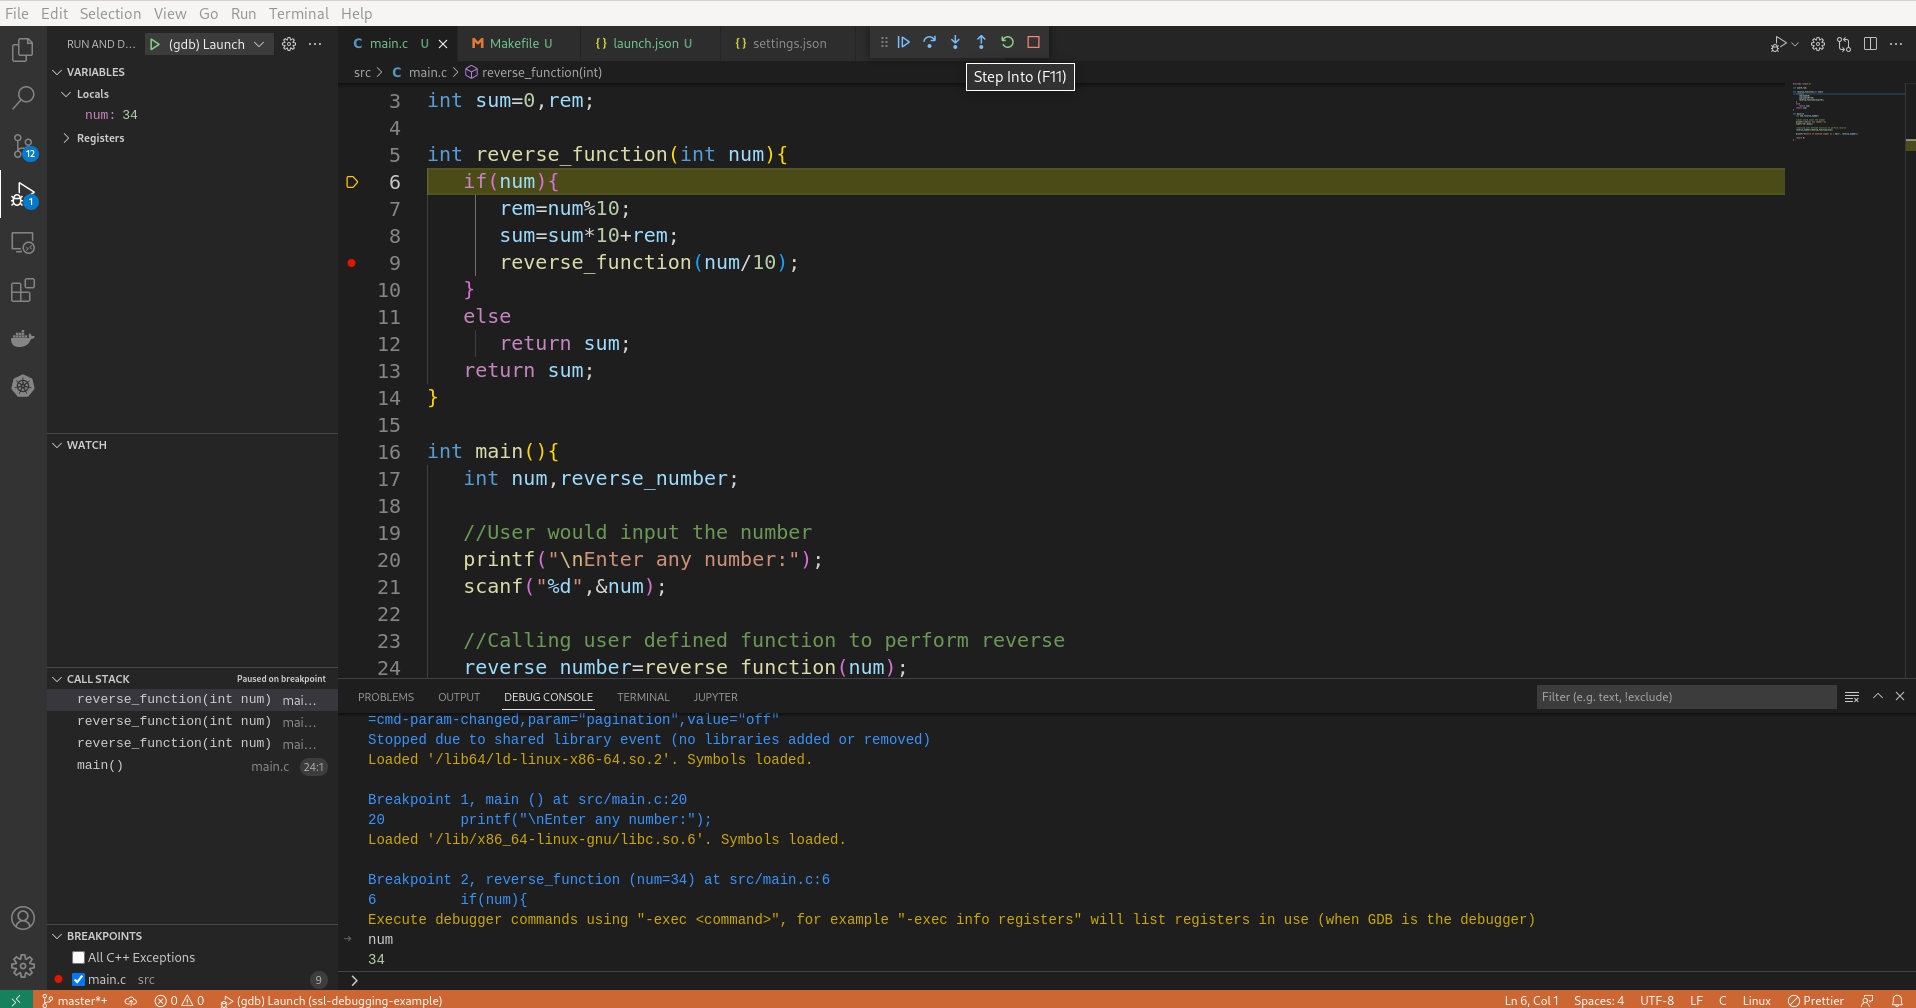 File Edit Selection View Go Run Terminal Help
RUN AND D... (gdb) Launch
main.c U Makefile U launch.json U settings.json
Step Into (F11)
src > C main.c > reverse_function(int)
VARIABLES
Locals
num: 34
Registers
WATCH
CALL STACK Paused on breakpoint
reverse_function(int num) mai...
reverse_function(int num) mai...
reverse_function(int num) mai...
main() main.c 24:1
BREAKPOINTS
All C++ Exceptions
main.c src 9
12
1
3 int sum=0,rem;
4
5 int reverse_function(int num){
6 if(num){
7 rem=num%10;
8 sum=sum*10+rem;
9 reverse_function(num/10);
10 }
11 else
12 return sum;
13 return sum;
14 }
15
16 int main(){
17 int num,reverse_number;
18
19 //User would input the number
20 printf("\nEnter any number:");
21 scanf("%d",&num);
22
23 //Calling user defined function to perform reverse
24 reverse_number=reverse_function(num);
PROBLEMS OUTPUT DEBUG CONSOLE TERMINAL JUPYTER
Filter (e.g. text, !exclude)
=cmd-param-changed,param="pagination",value="off"
Stopped due to shared library event (no libraries added or removed)
Loaded '/lib64/ld-linux-x86-64.so.2'. Symbols loaded.
Breakpoint 1, main () at src/main.c:20
20 printf("\nEnter any number:");
Loaded '/lib/x86_64-linux-gnu/libc.so.6'. Symbols loaded.
Breakpoint 2, reverse_function (num=34) at src/main.c:6
6 if(num){
Execute debugger commands using "-exec <command>", for example "-exec info registers" will list registers in use (when GDB is the debugger)
num
34
master*+ 0 0 (gdb) Launch (ssl-debugging-example)
Ln 6, Col 1 Spaces: 4 UTF-8 LF C Linux Prettier